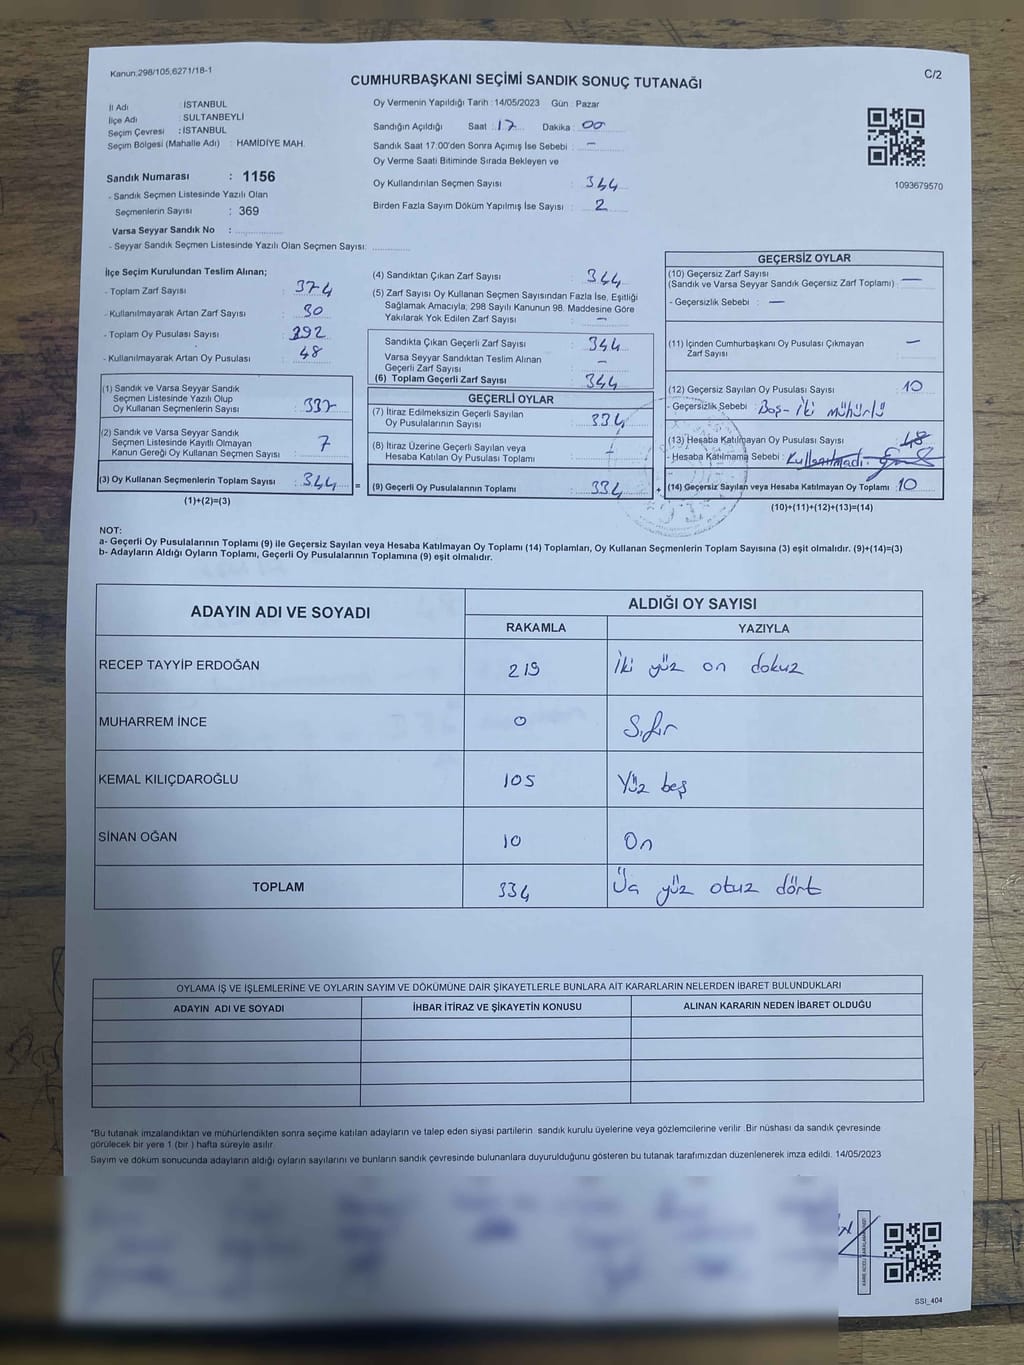 Kanun;298/105;6271/18-1
C/2
CUMHURBAŞKANI SEÇİMİ SANDIK SONUÇ TUTANAĞI
İl Adı : İSTANBUL
İlçe Adı : SULTANBEYLİ
Seçim Çevresi : İSTANBUL
Seçim Bölgesi (Mahalle Adı) : HAMİDİYE MAH.
Sandık Numarası : 1156
- Sandık Seçmen Listesinde Yazılı Olan
Seçmenlerin Sayısı : 369
Varsa Seyyar Sandık No :
- Seyyar Sandık Seçmen Listesinde Yazılı Olan Seçmen Sayısı:
Oy Vermenin Yapıldığı Tarih : 14/05/2023 Gün : Pazar
Sandığın Açıldığı Saat : 17 Dakika : 00
Sandık Saat 17:00'den Sonra Açımış İse Sebebi : -
Oy Verme Saati Bitiminde Sırada Bekleyen ve
Oy Kullandırılan Seçmen Sayısı : 344
Birden Fazla Sayım Döküm Yapılmış İse Sayısı : 2
1093679570
İlçe Seçim Kurulundan Teslim Alınan;
- Toplam Zarf Sayısı : 374
- Kullanılmayarak Artan Zarf Sayısı : 30
- Toplam Oy Pusulası Sayısı : 392
- Kullanılmayarak Artan Oy Pusulası : 48
(1) Sandık ve Varsa Seyyar Sandık
Seçmen Listesinde Yazılı Olup
Oy Kullanan Seçmenlerin Sayısı : 337
(2) Sandık ve Varsa Seyyar Sandık
Seçmen Listesinde Kayıtlı Olmayan
Kanun Gereği Oy Kullanan Seçmen Sayısı : 7
(3) Oy Kullanan Seçmenlerin Toplam Sayısı : 344 =
(1)+(2)=(3)
(4) Sandıktan Çıkan Zarf Sayısı : 344
(5) Zarf Sayısı Oy Kullanan Seçmen Sayısından Fazla İse, Eşitliği
Sağlamak Amacıyla; 298 Sayılı Kanunun 98. Maddesine Göre
Yakılarak Yok Edilen Zarf Sayısı : -
Sandıkta Çıkan Geçerli Zarf Sayısı : 344
Varsa Seyyar Sandıktan Teslim Alınan
Geçerli Zarf Sayısı : -
(6) Toplam Geçerli Zarf Sayısı : 344
GEÇERLİ OYLAR
(7) İtiraz Edilmeksizin Geçerli Sayılan
Oy Pusulalarının Sayısı : 334
(8) İtiraz Üzerine Geçerli Sayılan veya
Hesaba Katılan Oy Pusulası Toplamı : -
(9) Geçerli Oy Pusulalarının Toplamı : 334 +
GEÇERSİZ OYLAR
(10) Geçersiz Zarf Sayısı
(Sandık ve Varsa Seyyar Sandık Geçersiz Zarf Toplamı) : -
- Geçersizlik Sebebi : -
(11) İçinden Cumhurbaşkanı Oy Pusulası Çıkmayan
Zarf Sayısı : -
(12) Geçersiz Sayılan Oy Pusulası Sayısı : 10
- Geçersizlik Sebebi : Boş - İki mühürlü
(13) Hesaba Katılmayan Oy Pusulası Sayısı : 48
- Hesaba Katılmama Sebebi : Kullanılmadı.
(14) Geçersiz Sayılan veya Hesaba Katılmayan Oy Toplamı : 10
(10)+(11)+(12)+(13)=(14)
NOT:
a- Geçerli Oy Pusulalarının Toplamı (9) ile Geçersiz Sayılan veya Hesaba Katılmayan Oy Toplamı (14) Toplamları, Oy Kullanan Seçmenlerin Toplam Sayısına (3) eşit olmalıdır. (9)+(14)=(3)
b- Adayların Aldığı Oyların Toplamı, Geçerli Oy Pusulalarının Toplamına (9) eşit olmalıdır.
ADAYIN ADI VE SOYADI
ALDIĞI OY SAYISI
RAKAMLA YAZIYLA
RECEP TAYYİP ERDOĞAN 219 İki yüz on dokuz
MUHARREM İNCE 0 Sıfır
KEMAL KILIÇDAROĞLU 105 Yüz beş
SİNAN OĞAN 10 On
TOPLAM 334 Üç yüz otuz dört
OYLAMA İŞ VE İŞLEMLERİNE VE OYLARIN SAYIM VE DÖKÜMÜNE DAİR ŞİKAYETLERLE BUNLARA AİT KARARLARIN NELERDEN İBARET BULUNDUKLARI
ADAYIN ADI VE SOYADI İHBAR İTİRAZ VE ŞİKAYETİN KONUSU ALINAN KARARIN NEDEN İBARET OLDUĞU
*Bu tutanak imzalandıktan ve mühürlendikten sonra seçime katılan adayların ve talep eden siyasi partilerin sandık kurulu üyelerine veya gözlemcilerine verilir. Bir nüshası da sandık çevresinde
görülecek bir yere 1 (bir ) hafta süreyle asılır.
Sayım ve döküm sonucunda adayların aldığı oyların sayılarını ve bunların sandık çevresinde bulunanlara duyurulduğunu gösteren bu tutanak tarafımızdan düzenlenerek imza edildi. 14/05/2023
SSI_404